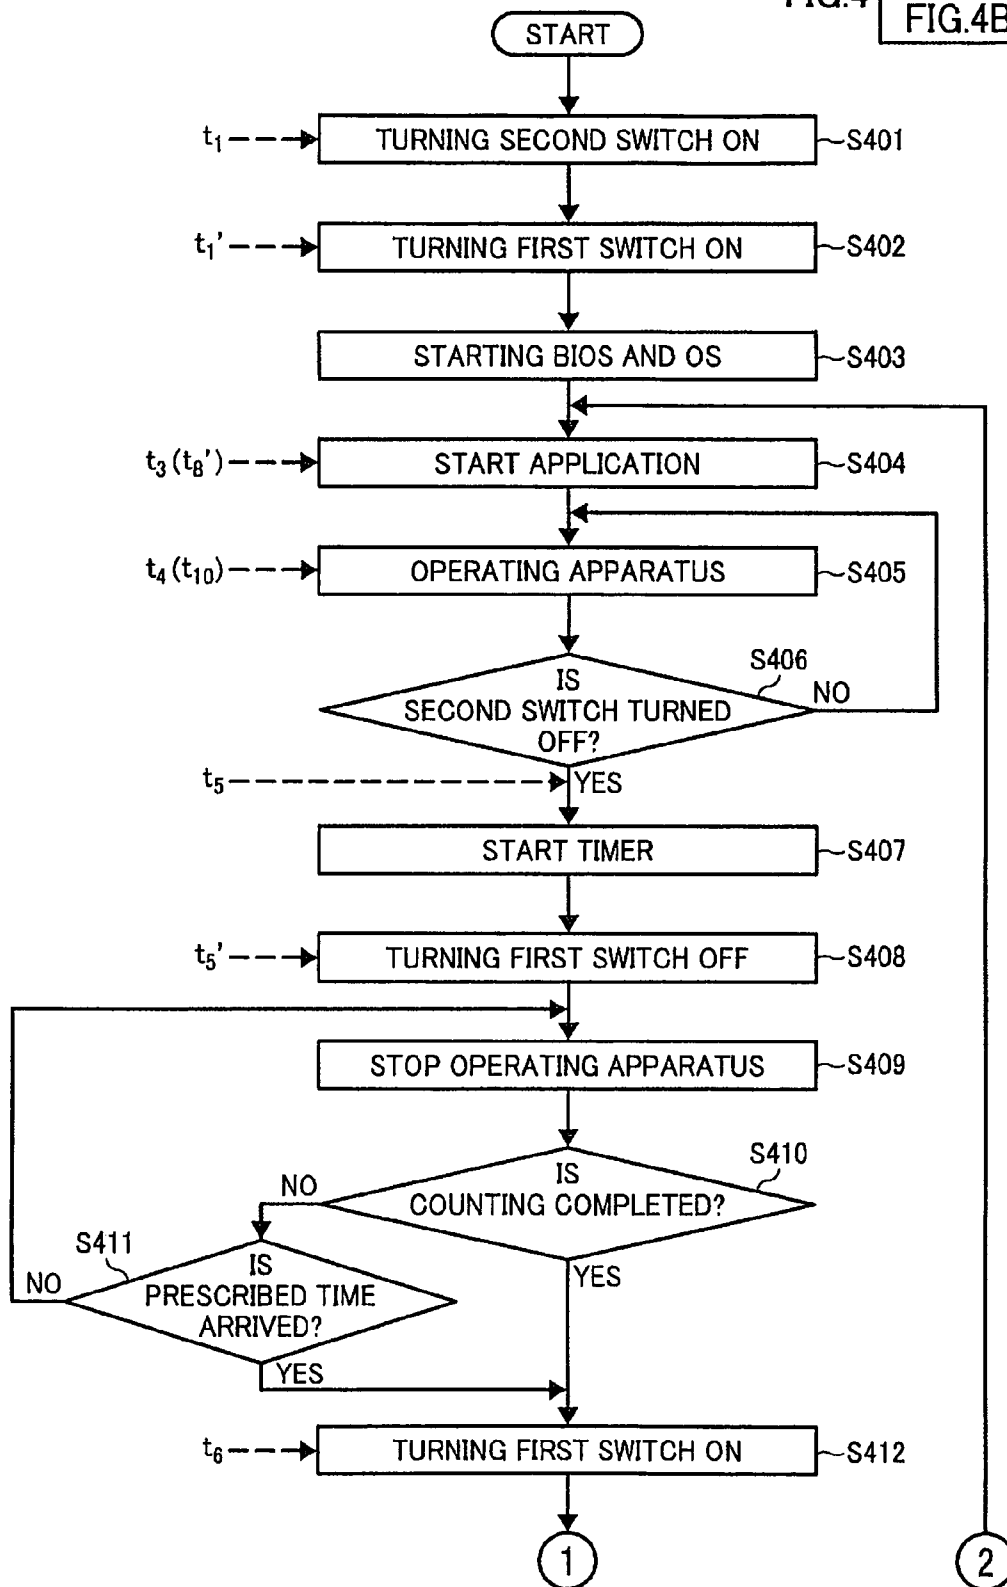 FIG.4
FIG.4B
START
t1
TURNING SECOND SWITCH ON
S401
t1'
TURNING FIRST SWITCH ON
S402
STARTING BIOS AND OS
S403
t3(t8')
START APPLICATION
S404
t4(t10)
OPERATING APPARATUS
S405
S406
IS
SECOND SWITCH TURNED
OFF?
NO
t5
YES
START TIMER
S407
t5'
TURNING FIRST SWITCH OFF
S408
STOP OPERATING APPARATUS
S409
S410
IS
COUNTING COMPLETED?
NO
YES
S411
IS
PRESCRIBED TIME
ARRIVED?
NO
YES
t6
TURNING FIRST SWITCH ON
S412
1
2